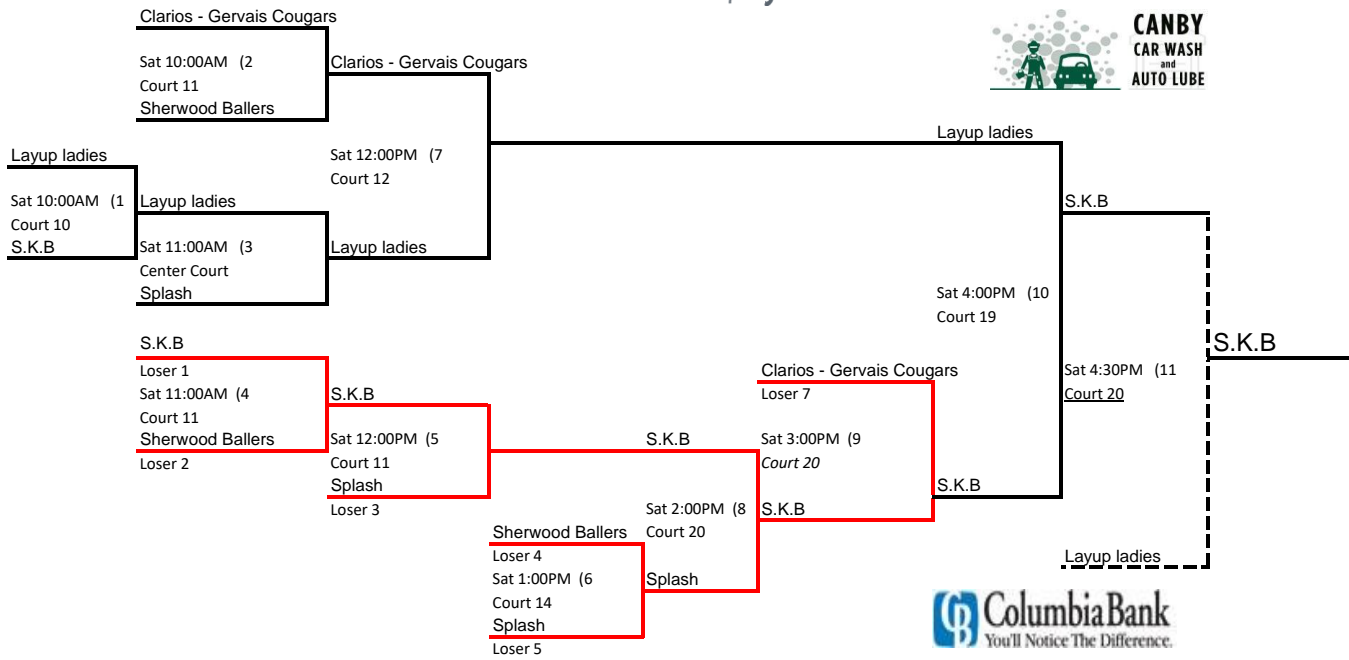 Clarios - Gervais Cougars
Sat 10:00AM (2
Court 11
Sherwood Ballers
Clarios - Gervais Cougars
CANBY
CAR WASH
and
AUTO LUBE
Layup ladies
Sat 10:00AM (1
Court 10
S.K.B
Layup ladies
Sat 11:00AM (3
Center Court
Splash
Sat 12:00PM (7
Court 12
Layup ladies
Layup ladies
S.K.B
Sat 4:00PM (10
Court 19
S.K.B
Loser 1
Sat 11:00AM (4
Court 11
Sherwood Ballers
Loser 2
S.K.B
Sat 12:00PM (5
Court 11
Splash
Loser 3
S.K.B
Sat 2:00PM (8
Court 20
Sherwood Ballers
Loser 4
Sat 1:00PM (6
Court 14
Splash
Loser 5
Splash
Clarios - Gervais Cougars
Loser 7
Sat 3:00PM (9
Court 20
S.K.B
S.K.B
Sat 4:30PM (11
Court 20
Layup ladies
S.K.B
CB
Columbia Bank
You'll Notice The Difference.